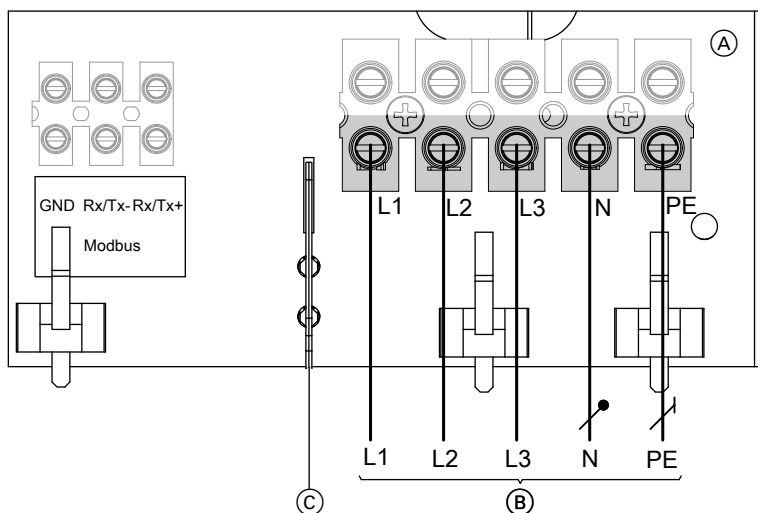 A
L1 L2 L3 N PE
GND Rx/Tx- Rx/Tx+
Modbus
L1 L2 L3 N PE
C B